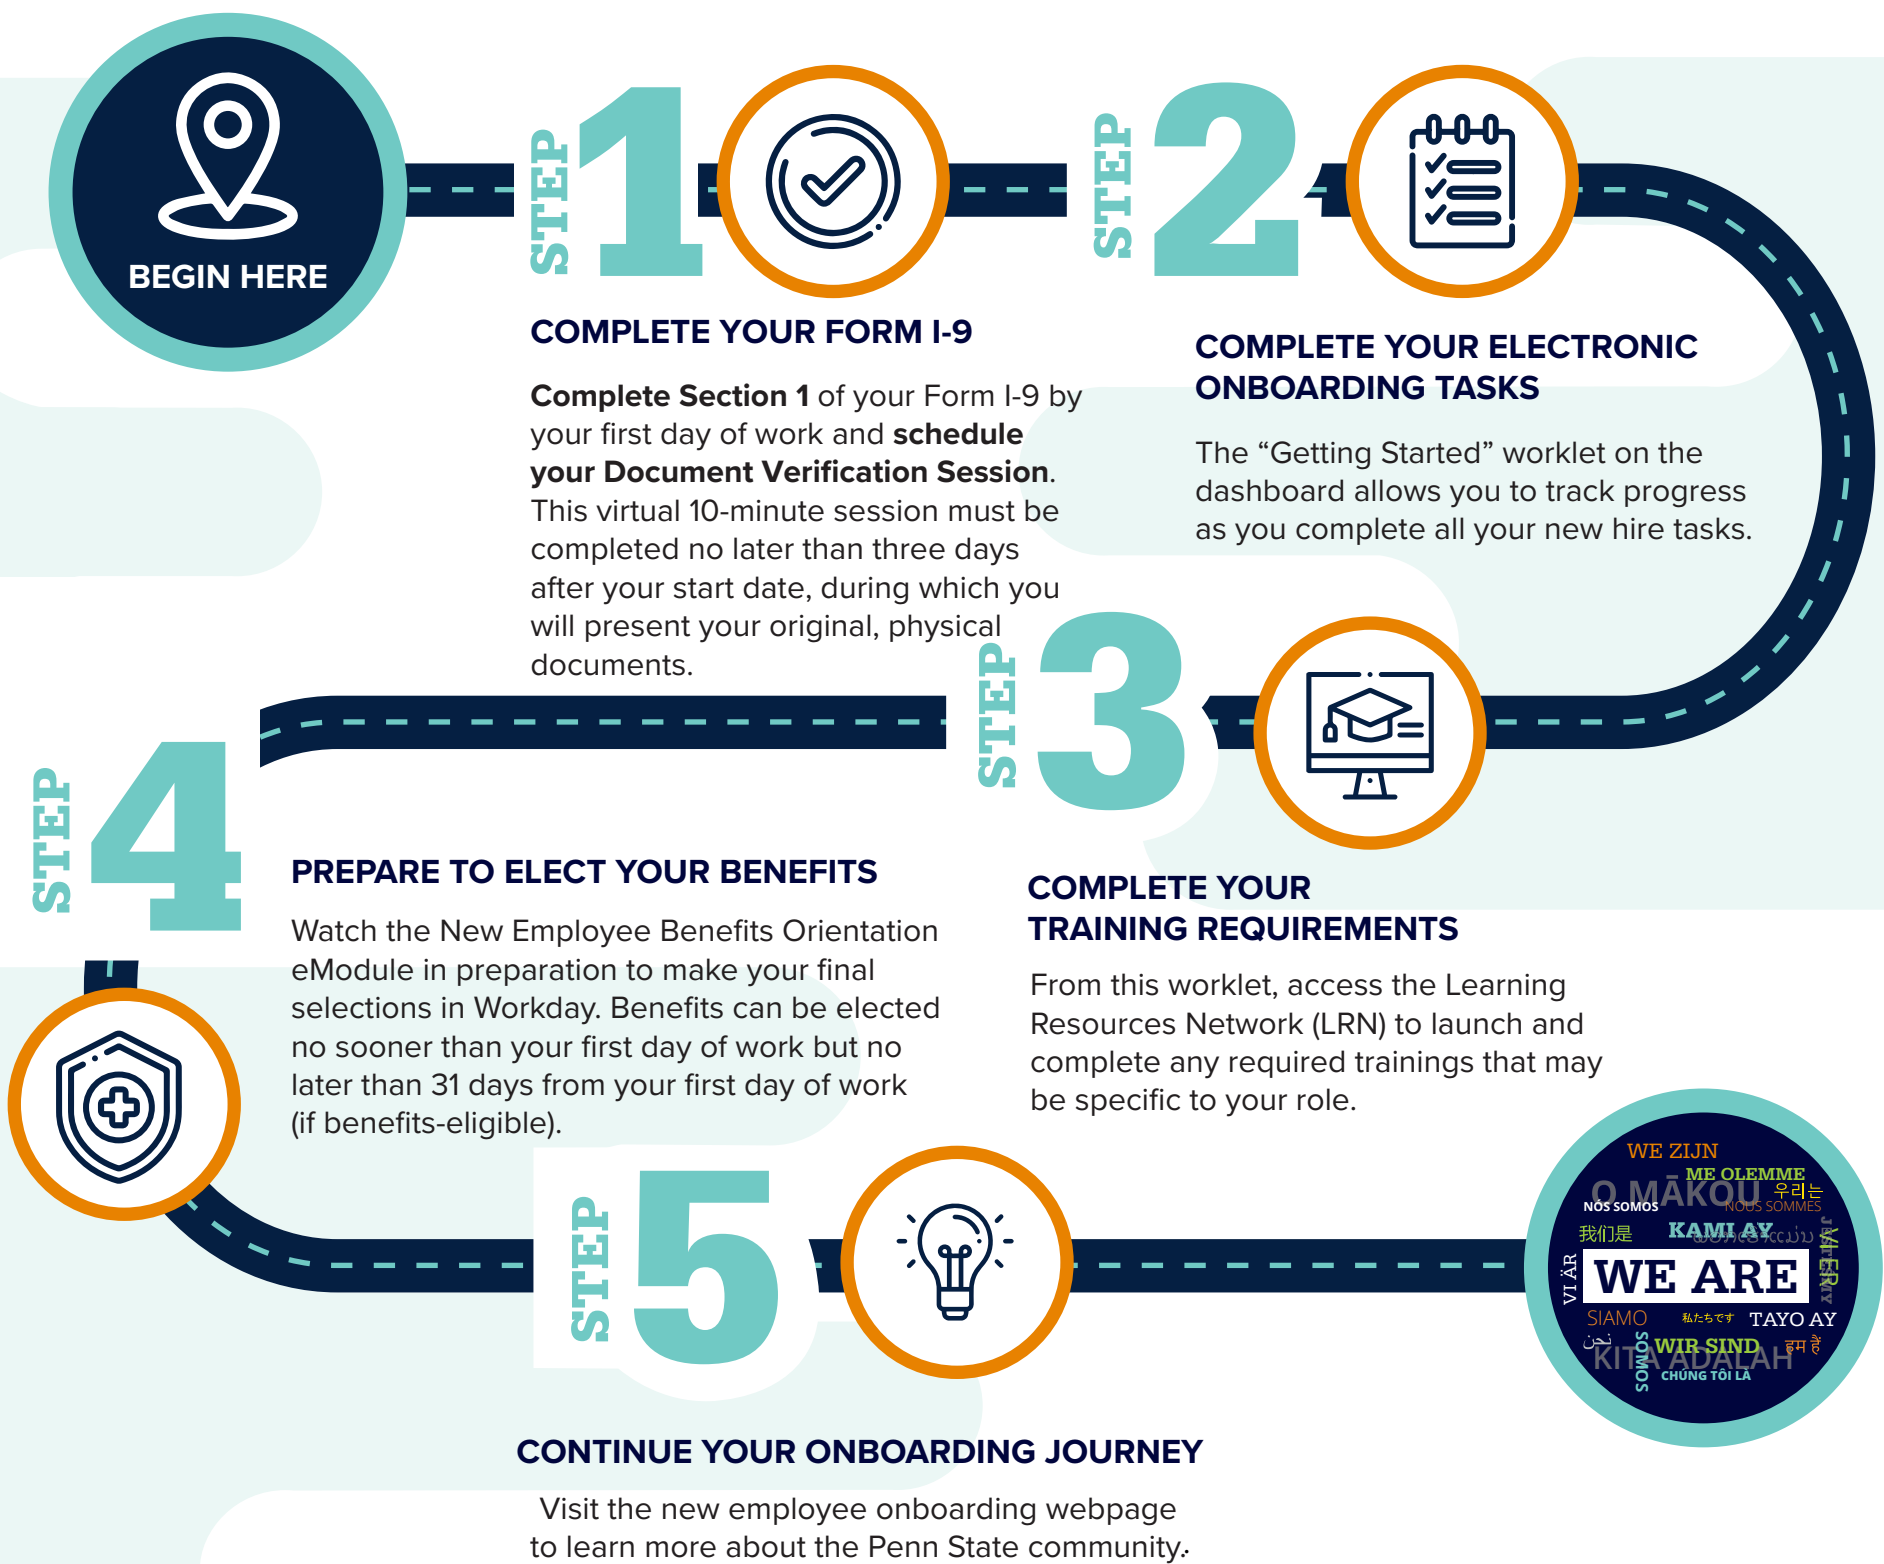 BEGIN HERE
STEP 1
COMPLETE YOUR FORM I-9
Complete Section 1 of your Form I-9 by
your first day of work and schedule
your Document Verification Session.
This virtual 10-minute session must be
completed no later than three days
after your start date, during which you
will present your original, physical
documents.
STEP 2
COMPLETE YOUR ELECTRONIC
ONBOARDING TASKS
The “Getting Started” worklet on the
dashboard allows you to track progress
as you complete all your new hire tasks.
STEP 3
COMPLETE YOUR
TRAINING REQUIREMENTS
From this worklet, access the Learning
Resources Network (LRN) to launch and
complete any required trainings that may
be specific to your role.
STEP 4
PREPARE TO ELECT YOUR BENEFITS
Watch the New Employee Benefits Orientation
eModule in preparation to make your final
selections in Workday. Benefits can be elected
no sooner than your first day of work but no
later than 31 days from your first day of work
(if benefits-eligible).
STEP 5
CONTINUE YOUR ONBOARDING JOURNEY
Visit the new employee onboarding webpage
to learn more about the Penn State community.
WE ZIJN
ME OLEMME
O MĀKOU
우리는
NÓS SOMOS
NOUS SOMMES
我们是
KAMI AY
VI ÄR
WE ARE
JESTEŚMY
SIAMO
私たちです
TAYO AY
نحن
SOMOS
WIR SIND
हम हैं
KITA ADALAH
CHÚNG TÔI LÀ